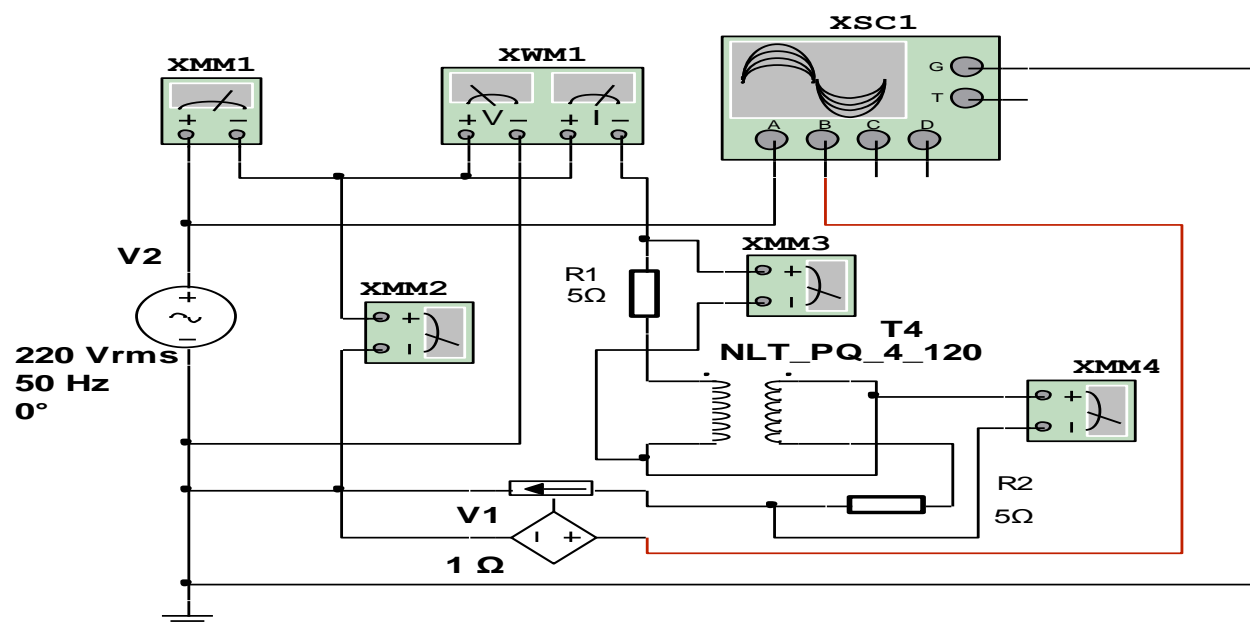 XSC1
XMM1
XWM1
G
T
A B C D
+ −
+ V − + I −
V2
+
−
220 Vrms
50 Hz
0°
XMM2
+
−
R1
5Ω
XMM3
+
−
T4
NLT_PQ_4_120
XMM4
+
−
R2
5Ω
V1
− +
1 Ω